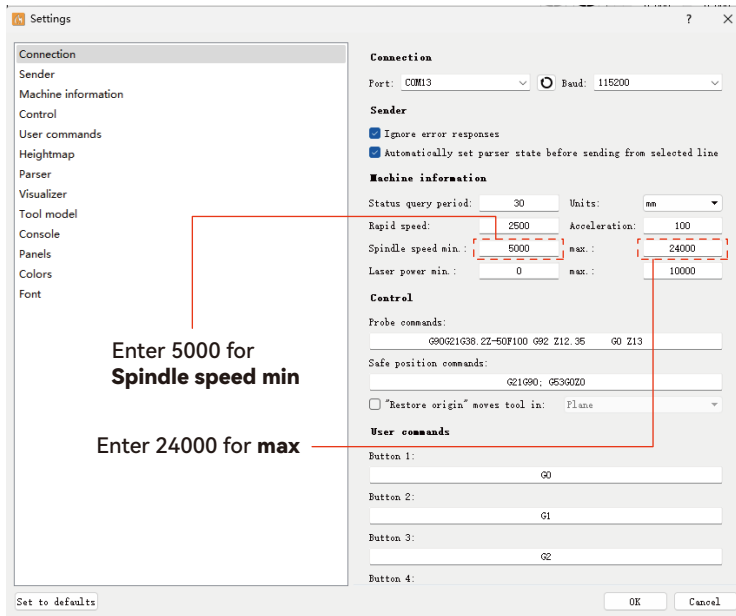 Settings
? ×
Connection
Sender
Machine information
Control
User commands
Heightmap
Parser
Visualizer
Tool model
Console
Panels
Colors
Font
Connection
Port: COM13 Baud: 115200
Sender
Ignore error responses
Automatically set parser state before sending from selected line
Machine information
Status query period: 30 Units: mm
Rapid speed: 2500 Acceleration: 100
Spindle speed min.: 5000 max.: 24000
Laser power min.: 0 max.: 10000
Control
Probe commands:
G90G21G38.2Z-50F100 G92 Z12.35 G0 Z13
Safe position commands:
G21G90; G53G0Z0
"Restore origin" moves tool in: Plane
User commands
Button 1:
G0
Button 2:
G1
Button 3:
G2
Button 4:
Enter 5000 for
Spindle speed min
Enter 24000 for max
Set to defaults
OK Cancel